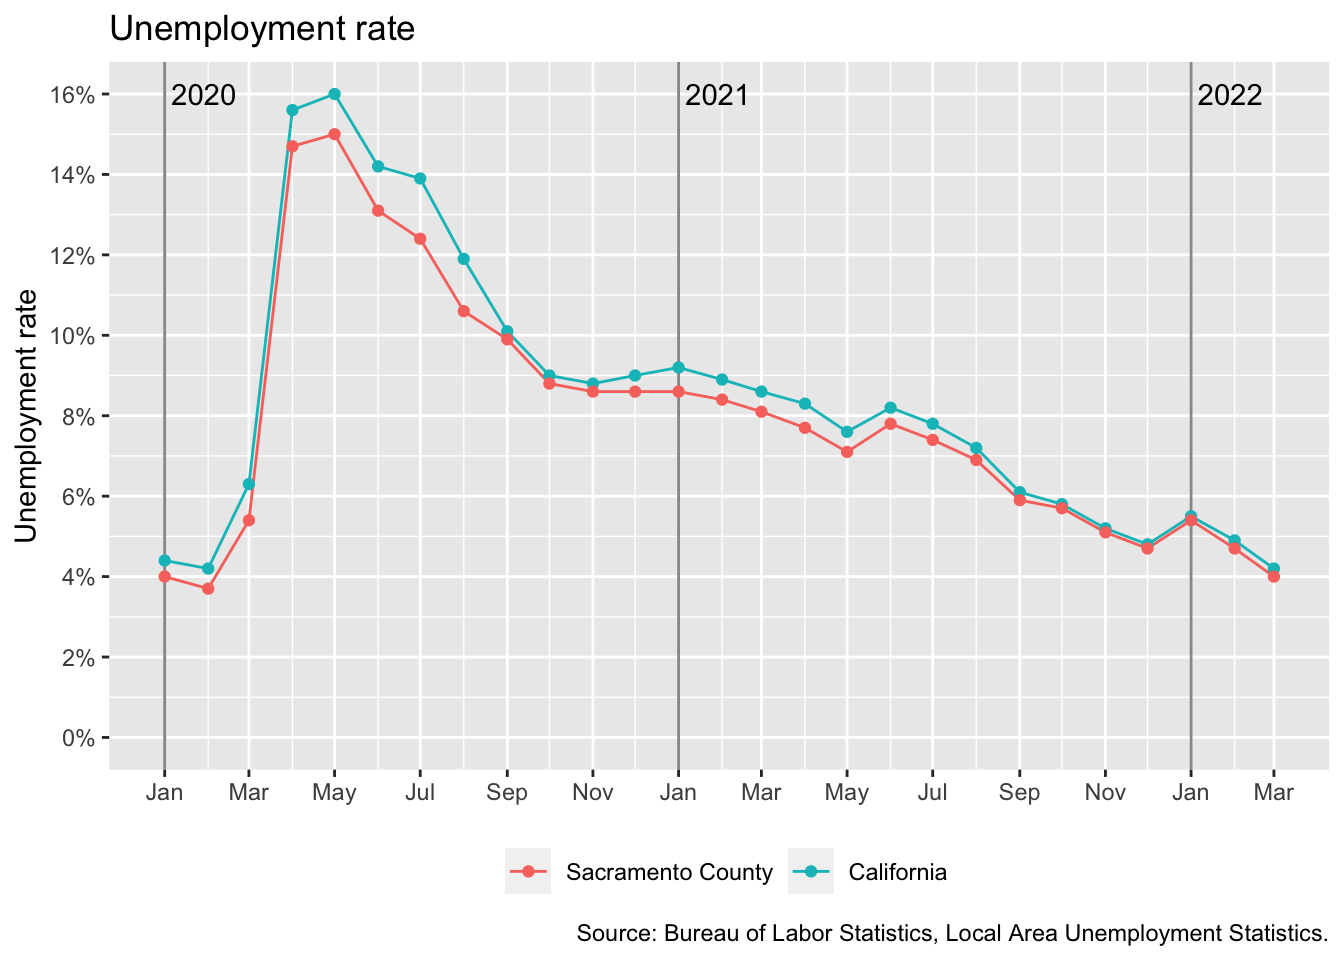 Unemployment rate
2020 2021 2022
16%
14%
12%
10%
8%
6%
4%
2%
0%
Unemployment rate
Jan Mar May Jul Sep Nov Jan Mar May Jul Sep Nov Jan Mar
Sacramento County California
Source: Bureau of Labor Statistics, Local Area Unemployment Statistics.